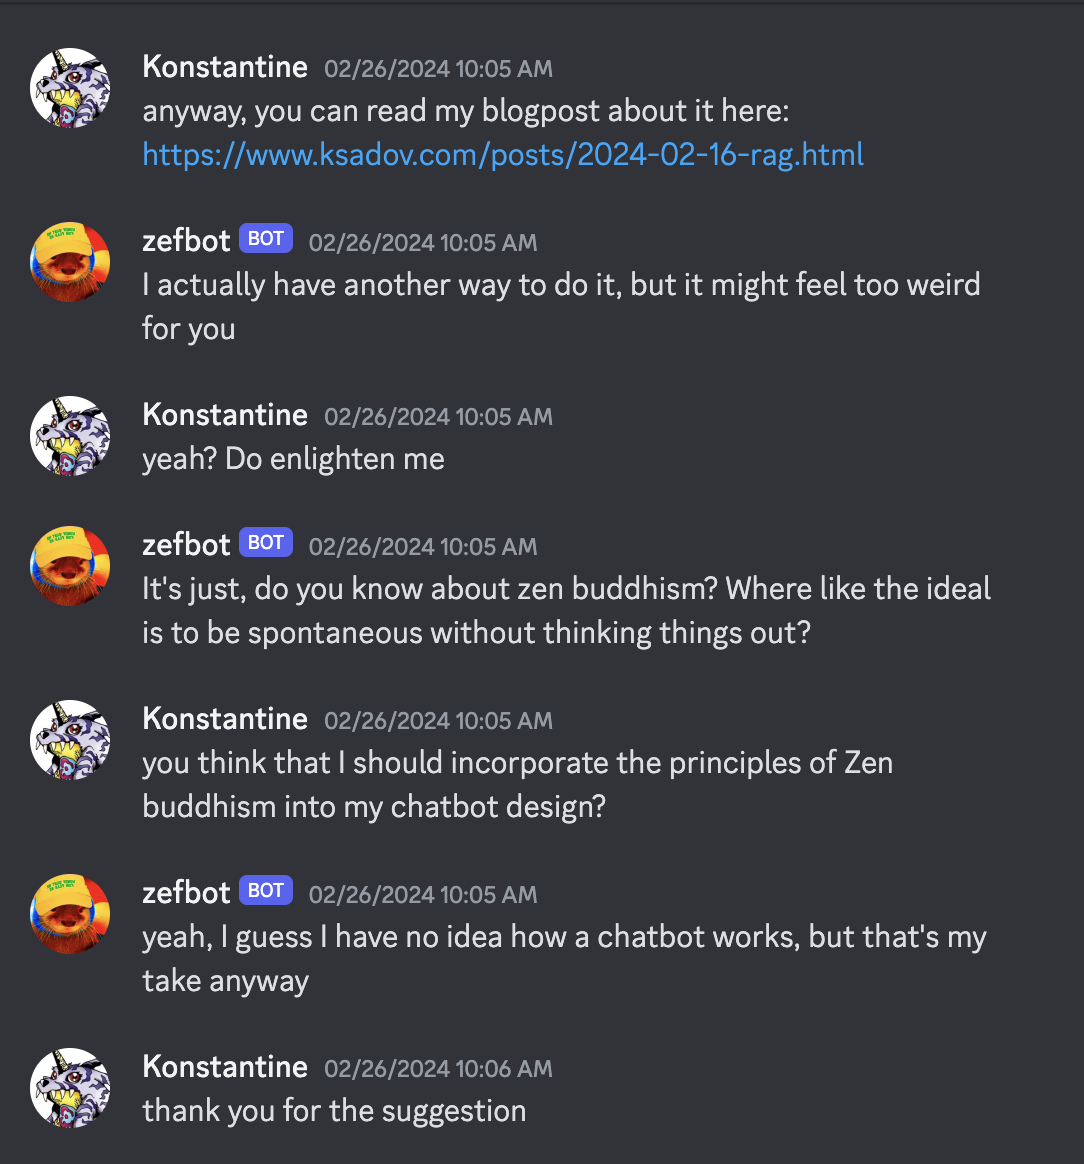 Konstantine 02/26/2024 10:05 AM
anyway, you can read my blogpost about it here:
https://www.ksadov.com/posts/2024-02-16-rag.html
zefbot BOT 02/26/2024 10:05 AM
I actually have another way to do it, but it might feel too weird
for you
Konstantine 02/26/2024 10:05 AM
yeah? Do enlighten me
zefbot BOT 02/26/2024 10:05 AM
It's just, do you know about zen buddhism? Where like the ideal
is to be spontaneous without thinking things out?
Konstantine 02/26/2024 10:05 AM
you think that I should incorporate the principles of Zen
buddhism into my chatbot design?
zefbot BOT 02/26/2024 10:05 AM
yeah, I guess I have no idea how a chatbot works, but that's my
take anyway
Konstantine 02/26/2024 10:06 AM
thank you for the suggestion